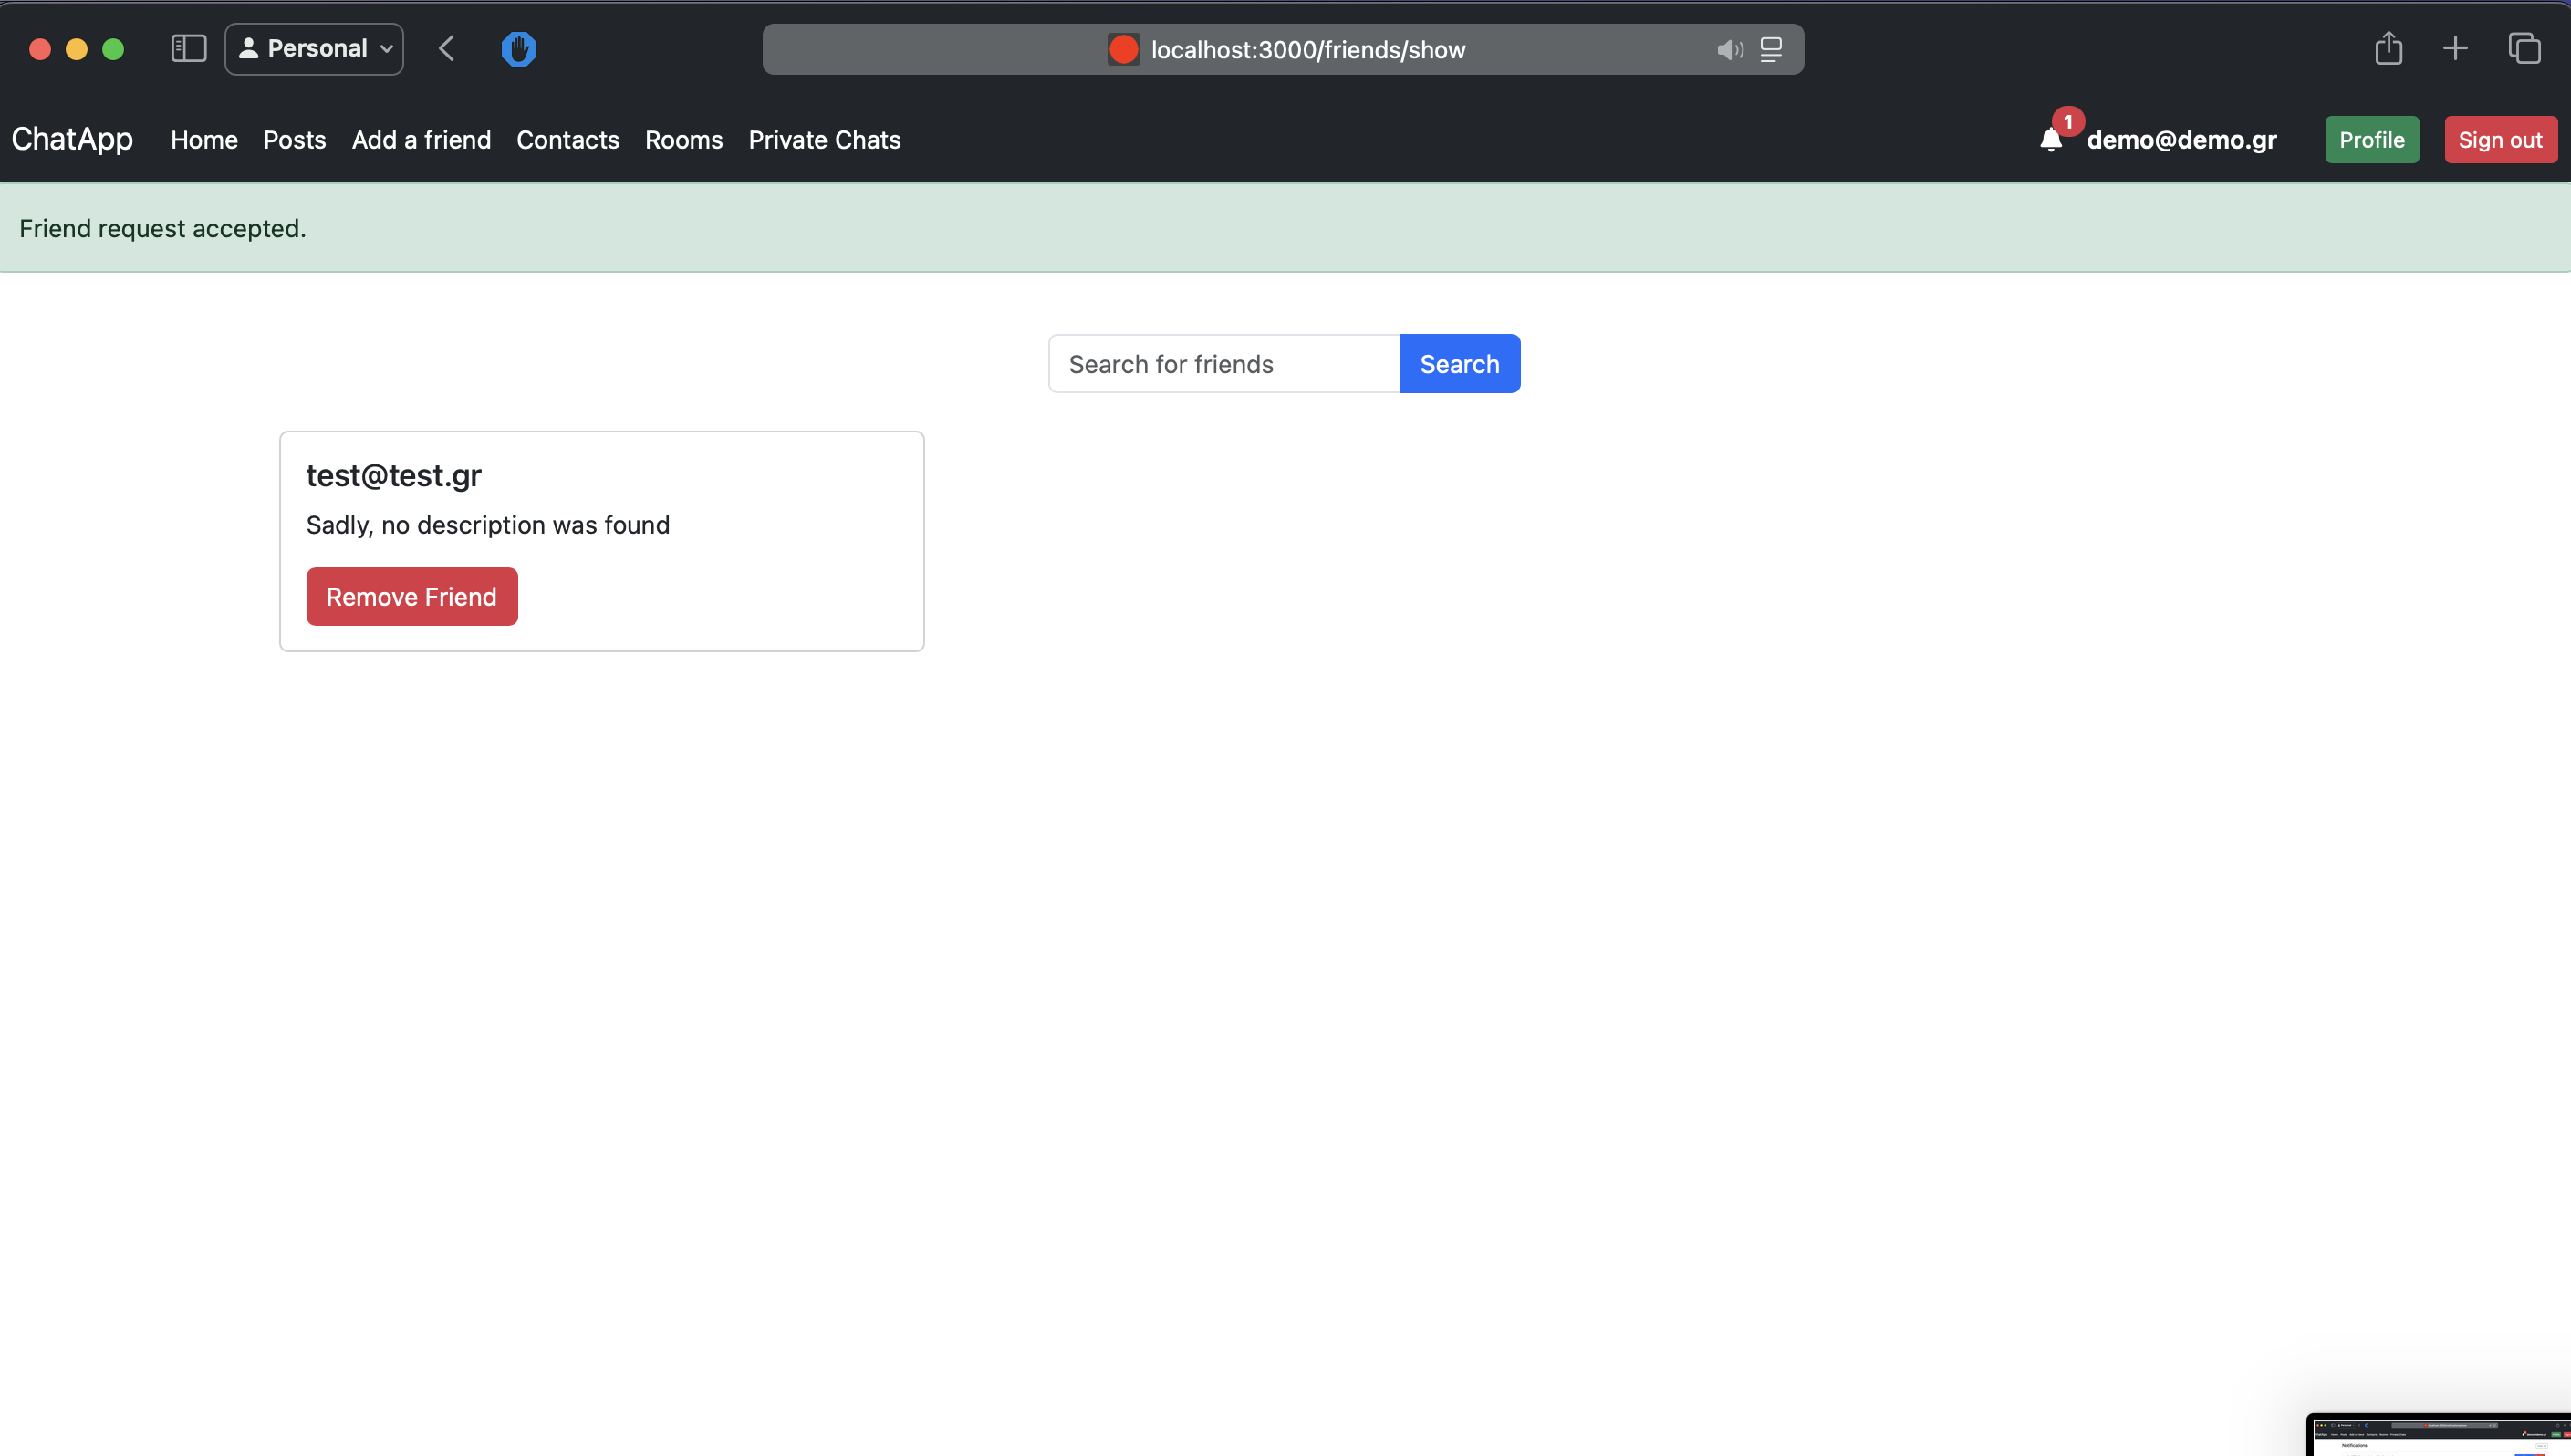 Personal
localhost:3000/friends/show
ChatApp Home Posts Add a friend Contacts Rooms Private Chats 1 demo@demo.gr Profile Sign out
Friend request accepted.
Search for friends Search
test@test.gr
Sadly, no description was found
Remove Friend
Notifications